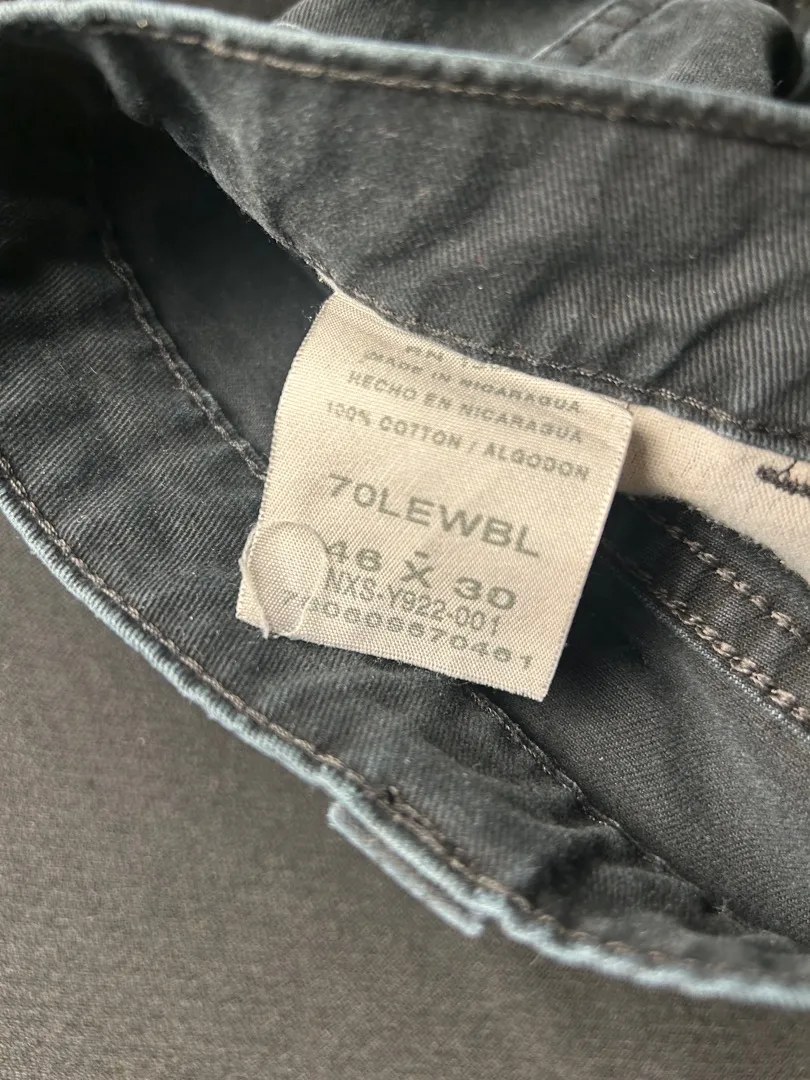 MADE IN NICARAGUA
HECHO EN NICARAGUA
100% COTTON / ALGODON
70LEWBL
46 X 30
NXS-Y922-001